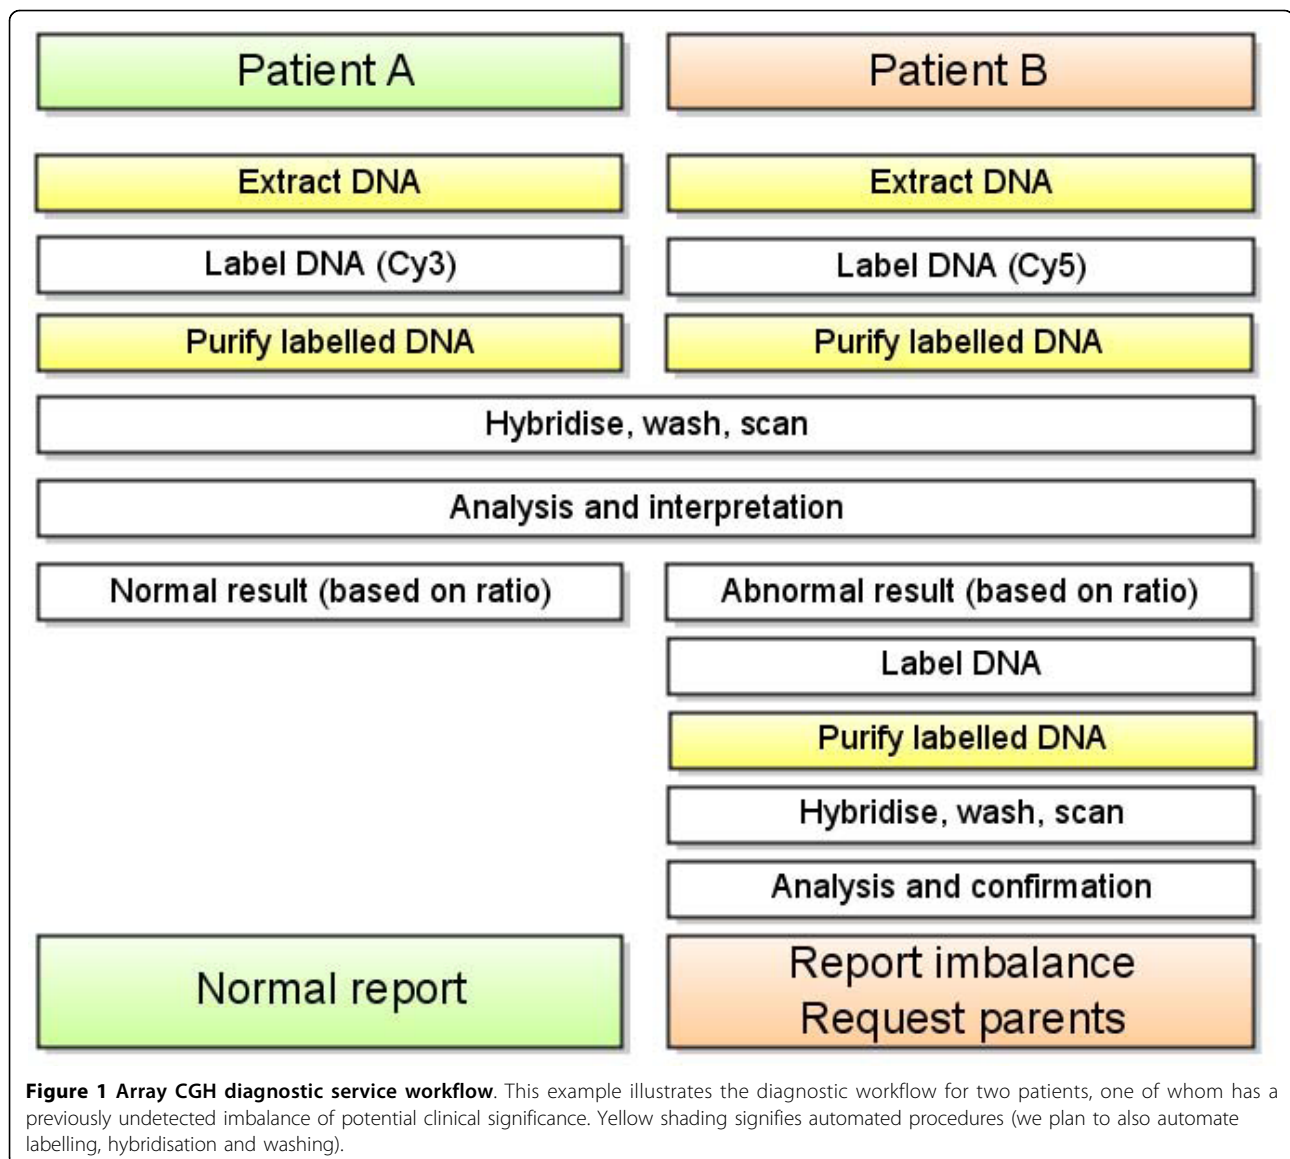 Patient A
Patient B
Extract DNA
Extract DNA
Label DNA (Cy3)
Label DNA (Cy5)
Purify labelled DNA
Purify labelled DNA
Hybridise, wash, scan
Analysis and interpretation
Normal result (based on ratio)
Abnormal result (based on ratio)
Label DNA
Purify labelled DNA
Hybridise, wash, scan
Analysis and confirmation
Normal report
Report imbalance
Request parents
Figure 1 Array CGH diagnostic service workflow. This example illustrates the diagnostic workflow for two patients, one of whom has a
previously undetected imbalance of potential clinical significance. Yellow shading signifies automated procedures (we plan to also automate
labelling, hybridisation and washing).